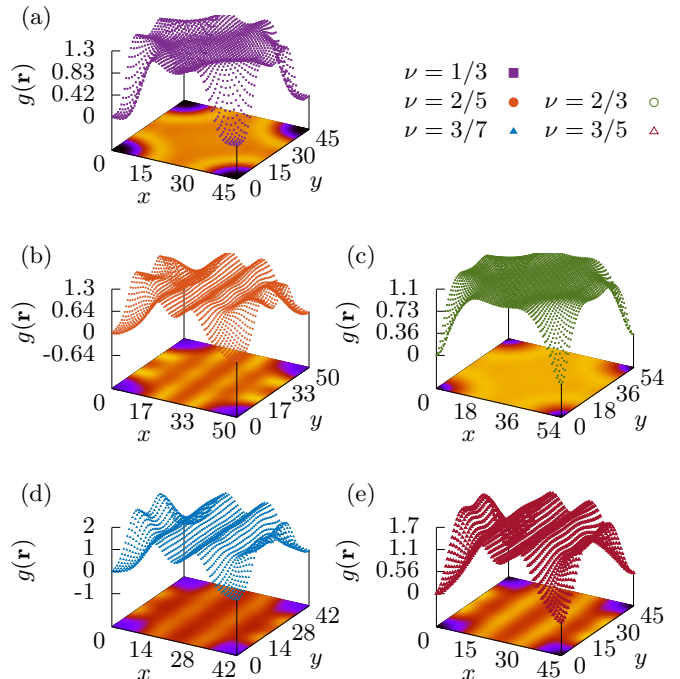 (a)
g(r)
1.3
0.83
0.42
0
0
15
30
45
x
0
15
30
45
y
ν = 1/3
ν = 2/5 ν = 2/3
ν = 3/7 ν = 3/5
(b)
g(r)
1.3
0.64
0
-0.64
0
17
33
50
x
0
17
33
50
y
(c)
g(r)
1.1
0.73
0.36
0
0
18
36
54
x
0
18
36
54
y
(d)
g(r)
2
1
0
-1
0
14
28
42
x
0
14
28
42
y
(e)
g(r)
1.7
1.1
0.56
0
0
15
30
45
x
0
15
30
45
y